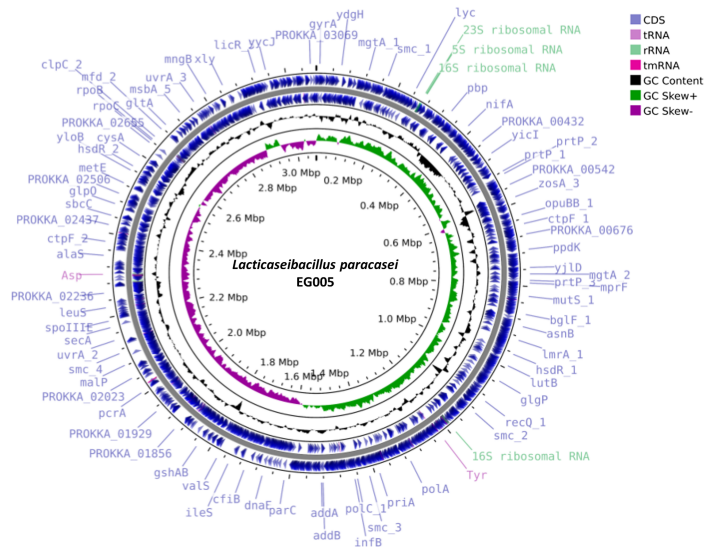 gyrA
ydgH
PROKKA_03069
mgtA_1
smc_1
lyc
23S ribosomal RNA
5S ribosomal RNA
16S ribosomal RNA
pbp
nifA
PROKKA_00432
yicI
prtP_2
prtP_1
PROKKA_00542
zosA_3
opuBB_1
ctpF_1
PROKKA_00676
ppdK
yjlD
mgtA_2
prtP_3
mprF
mutS_1
bglF_1
asnB
lmrA_1
hsdR_1
lutB
glgP
recQ_1
smc_2
16S ribosomal RNA
Tyr
polA
priA
smc_3
polC_1
infB
addA
addB
parC
dnaE
cfiB
ileS
valS
gshAB
PROKKA_01856
PROKKA_01929
pcrA
PROKKA_02023
malP
smc_4
uvrA_2
secA
spoIIIE
leuS
PROKKA_02236
Asp
alaS
ctpF_2
PROKKA_02437
sbcC
glpO
PROKKA_02506
metE
hsdR_2
yloB
cysA
PROKKA_02655
gltA
rpoC
rpoB
mfd_2
clpC_2
msbA_5
uvrA_3
mngB
xly
licR_
yycJ
CDS
tRNA
rRNA
tmRNA
GC Content
GC Skew+
GC Skew-
0.2 Mbp
0.4 Mbp
0.6 Mbp
0.8 Mbp
1.0 Mbp
1.2 Mbp
1.4 Mbp
1.6 Mbp
1.8 Mbp
2.0 Mbp
2.2 Mbp
2.4 Mbp
2.6 Mbp
2.8 Mbp
3.0 Mbp
Lacticaseibacillus paracasei
EG005